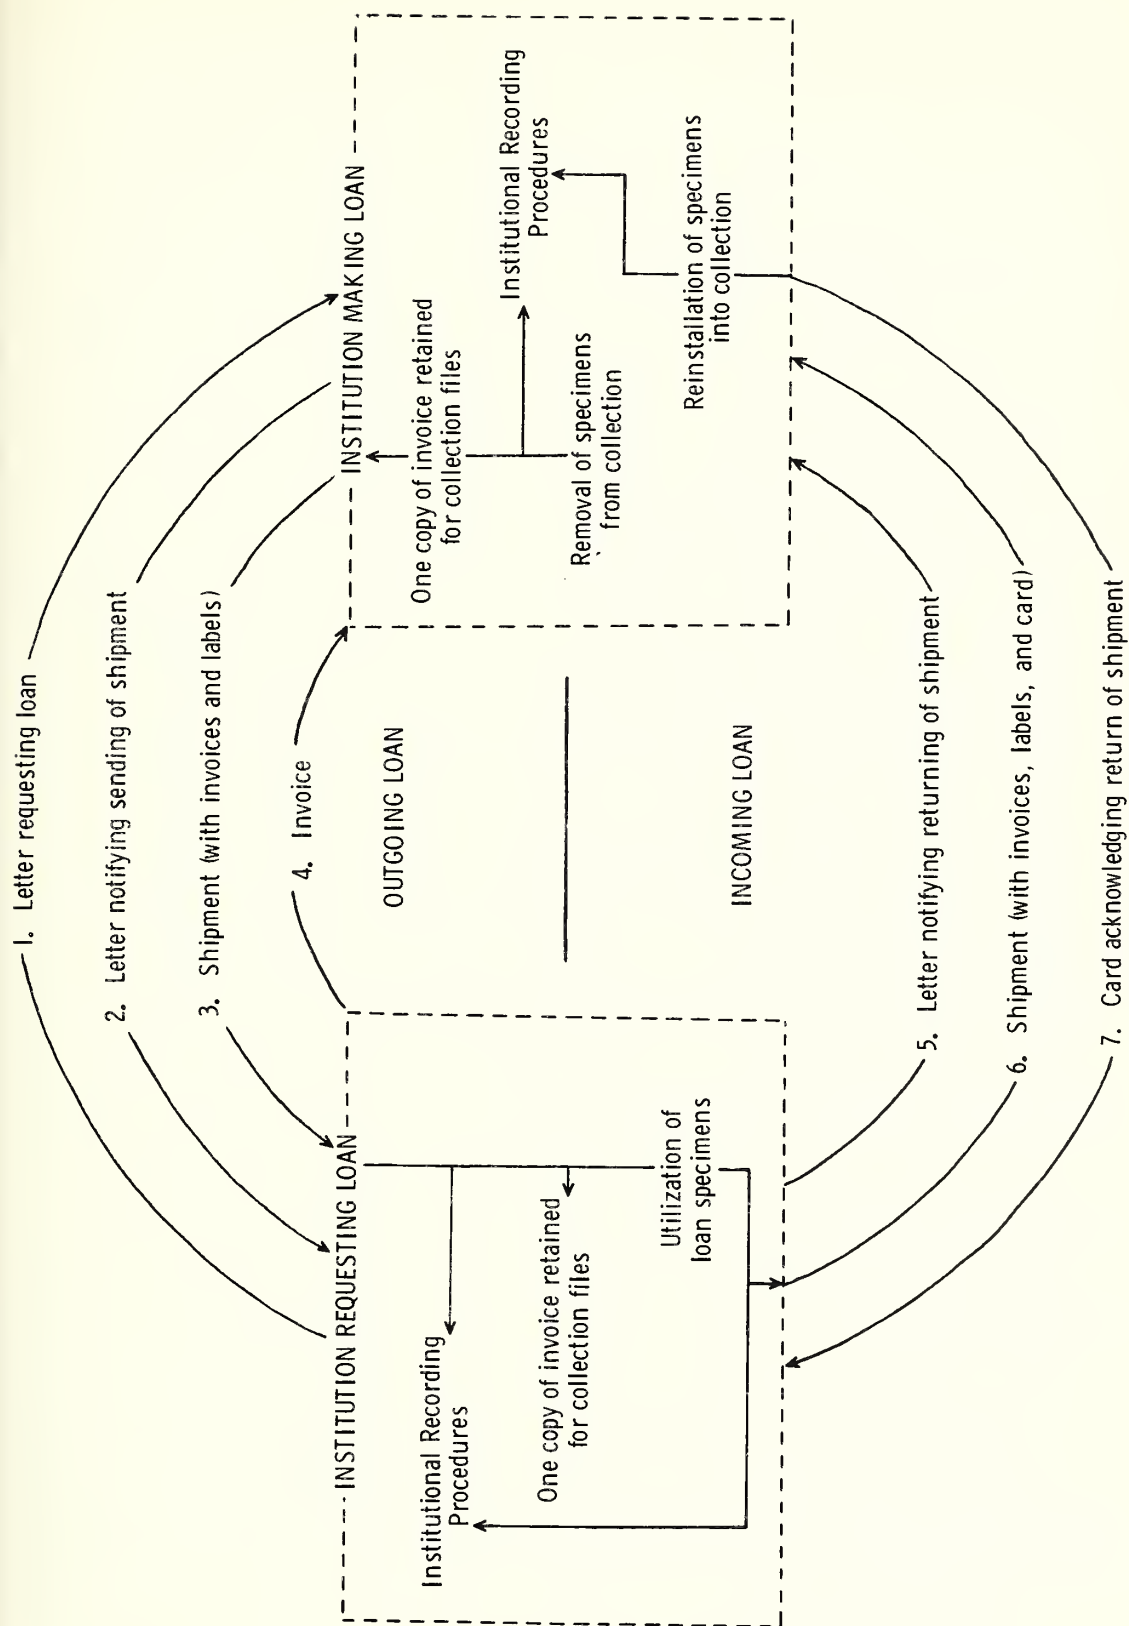 1. Letter requesting loan
2. Letter notifying sending of shipment
3. Shipment (with invoices and labels)
4. Invoice
INSTITUTION REQUESTING LOAN
INSTITUTION MAKING LOAN
OUTGOING LOAN
INCOMING LOAN
Institutional Recording
Procedures
One copy of invoice retained
for collection files
Utilization of
loan specimens
One copy of invoice retained
for collection files
Institutional Recording
Procedures
Removal of specimens
from collection
Reinstallation of specimens
into collection
5. Letter notifying returning of shipment
6. Shipment (with invoices, labels, and card)
7. Card acknowledging return of shipment